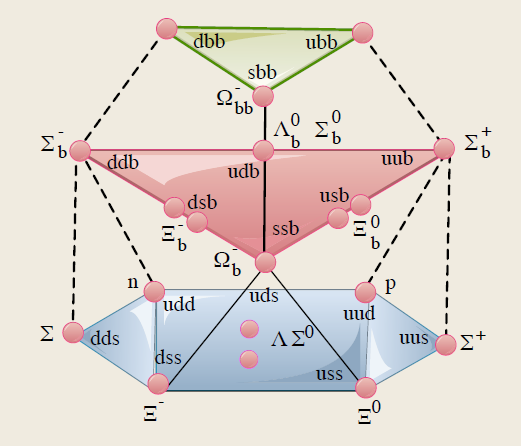 dbb ubb
sbb
Ω⁻bb
Λ⁰b Σ⁰b
Σ⁻b Σ⁺b
ddb udb uub
dsb usb
Ξ⁻b Ξ⁰b
ssb
Ω⁻b
n p
udd uds uud
Σ dds Λ Σ⁰ uus Σ⁺
dss uss
Ξ⁻ Ξ⁰